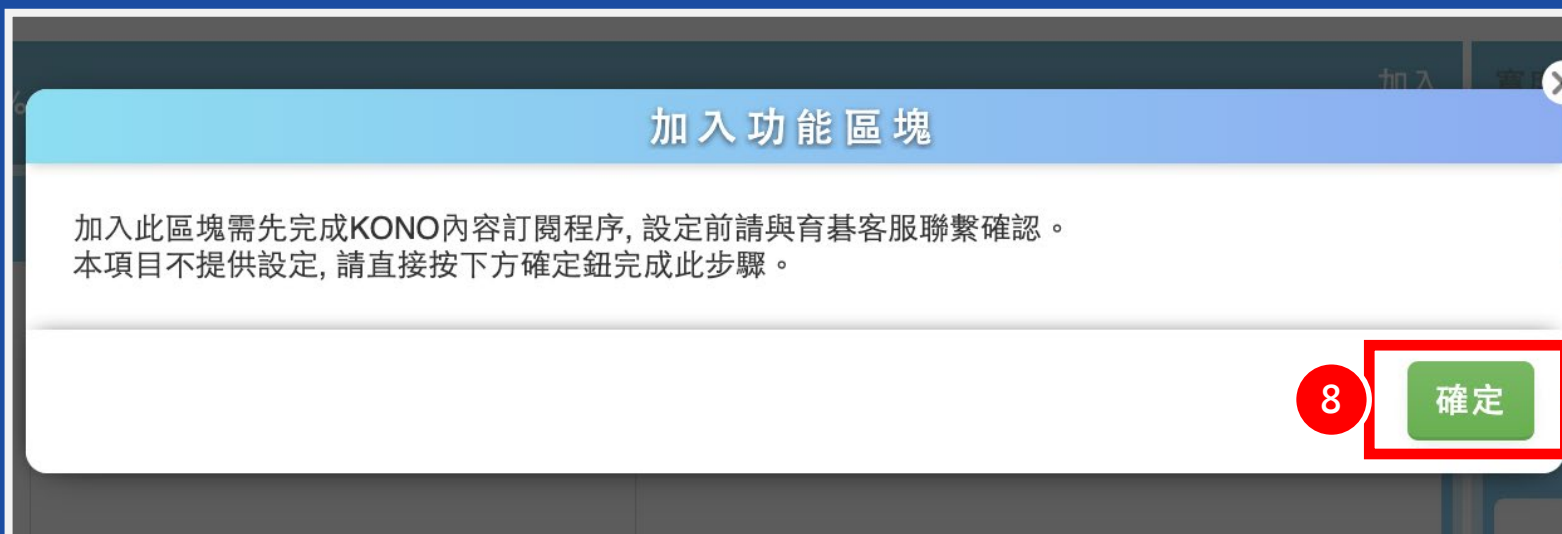 加入
%
加入功能區塊
加入此區塊需先完成KONO內容訂閱程序, 設定前請與育碁客服聯繫確認。
本項目不提供設定, 請直接按下方確定鈕完成此步驟。
8
確定